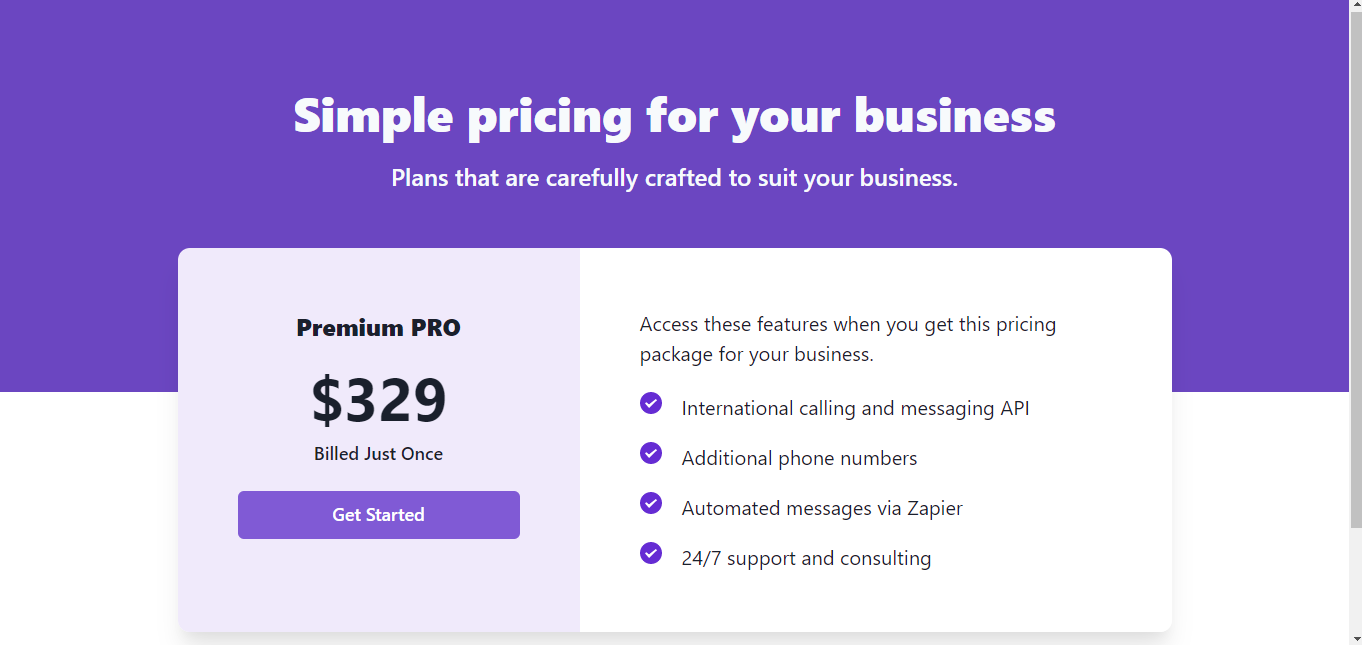 Simple pricing for your business
Plans that are carefully crafted to suit your business.
Premium PRO
$329
Billed Just Once
Get Started
Access these features when you get this pricing
package for your business.
International calling and messaging API
Additional phone numbers
Automated messages via Zapier
24/7 support and consulting